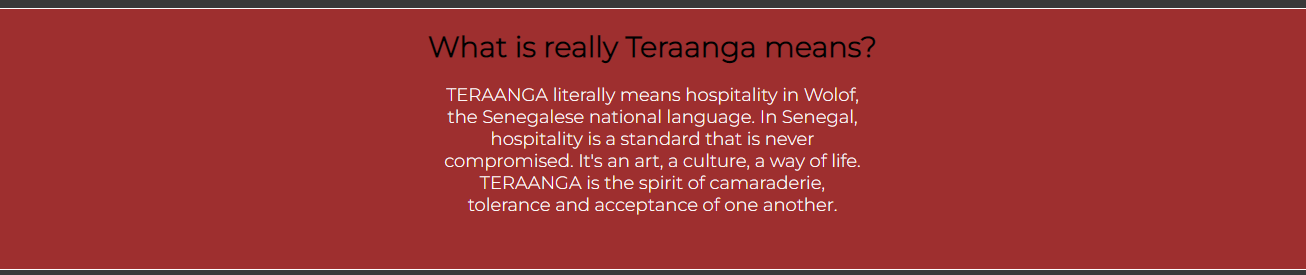 What is really Teraanga means?
TERAANGA literally means hospitality in Wolof,
the Senegalese national language. In Senegal,
hospitality is a standard that is never
compromised. It's an art, a culture, a way of life.
TERAANGA is the spirit of camaraderie,
tolerance and acceptance of one another.